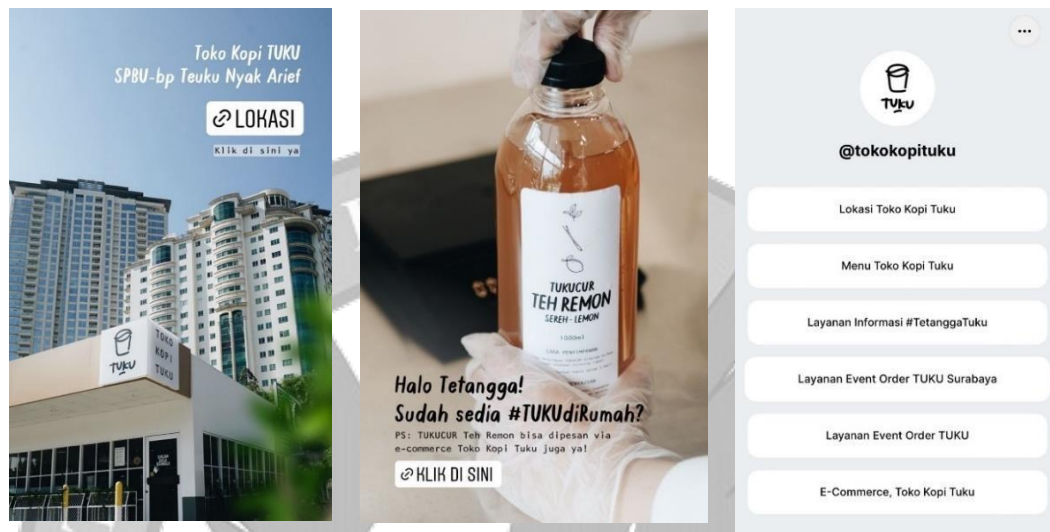 Toko Kopi TUKU
SPBU-bp Teuku Nyak Arief
LOKASI
Klik di sini ya
TUKU
TOKO
KOPI
TUKU
TUKUCUR
TEH REMON
SEREH - LEMON
1000ml
CARA PENYIMPANAN
Halo Tetangga!
Sudah sedia #TUKUdiRumah?
PS: TUKUCUR Teh Remon bisa dipesan via
e-commerce Toko Kopi Tuku juga ya!
KLIK DI SINI
TUKU
@tokokopituku
Lokasi Toko Kopi Tuku
Menu Toko Kopi Tuku
Layanan Informasi #TetanggaTuku
Layanan Event Order TUKU Surabaya
Layanan Event Order TUKU
E-Commerce, Toko Kopi Tuku